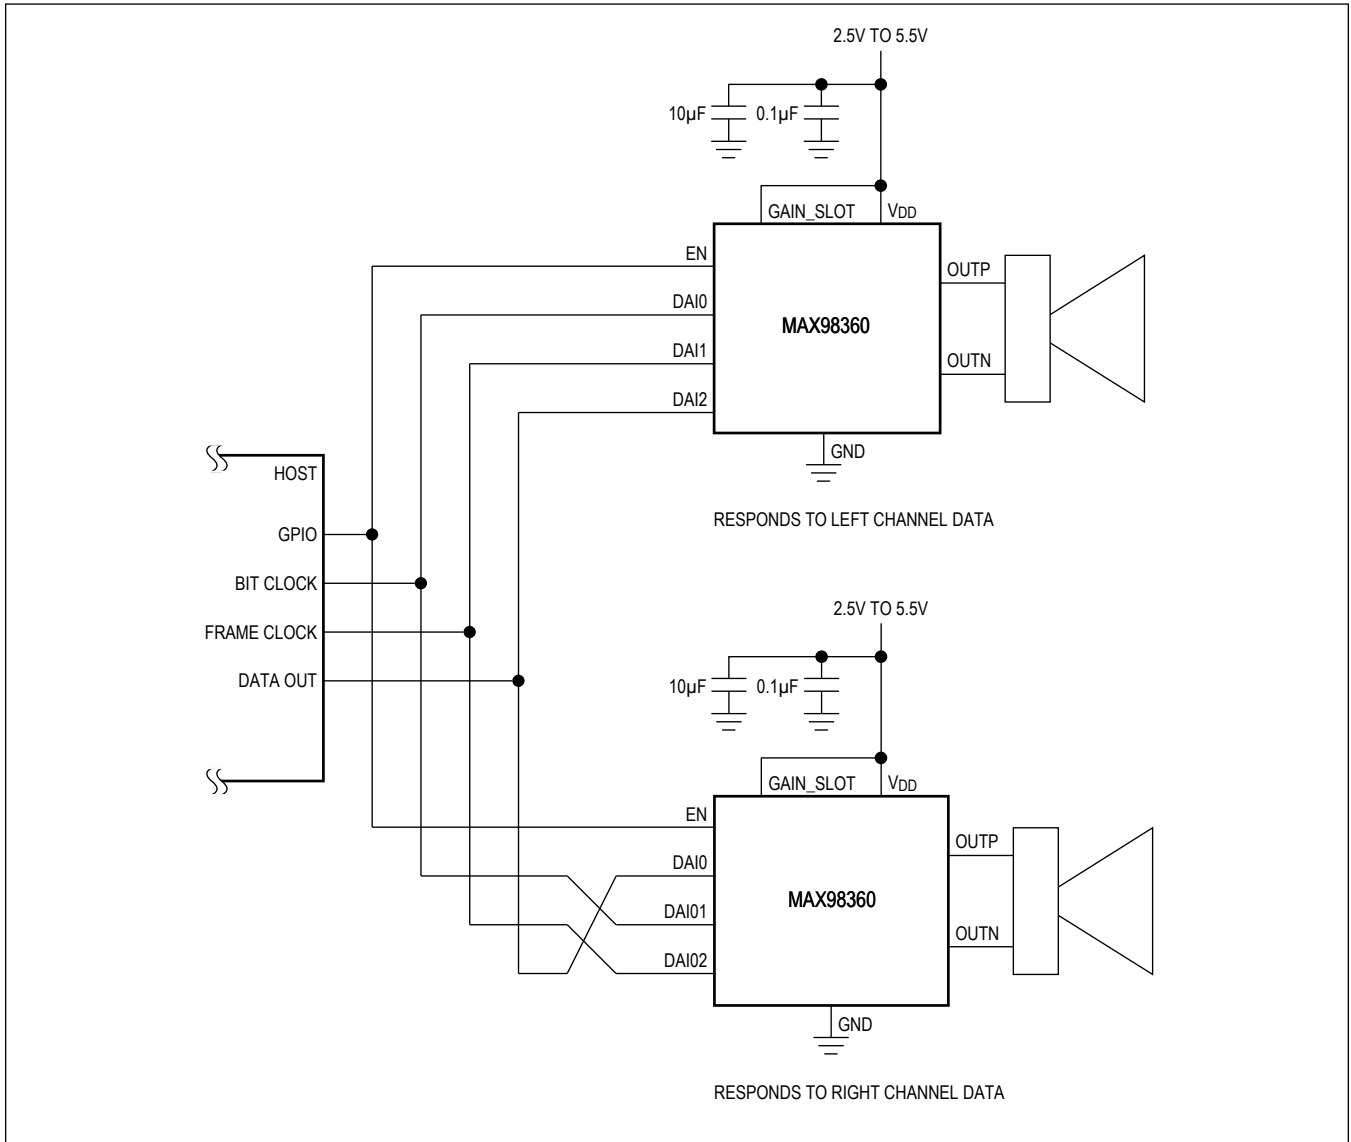 2.5V TO 5.5V
10µF
0.1µF
GAIN_SLOT
VDD
EN
DAI0
DAI1
DAI2
MAX98360
OUTP
OUTN
GND
RESPONDS TO LEFT CHANNEL DATA
HOST
GPIO
BIT CLOCK
FRAME CLOCK
DATA OUT
2.5V TO 5.5V
10µF
0.1µF
GAIN_SLOT
VDD
EN
DAI0
DAI01
DAI02
MAX98360
OUTP
OUTN
GND
RESPONDS TO RIGHT CHANNEL DATA